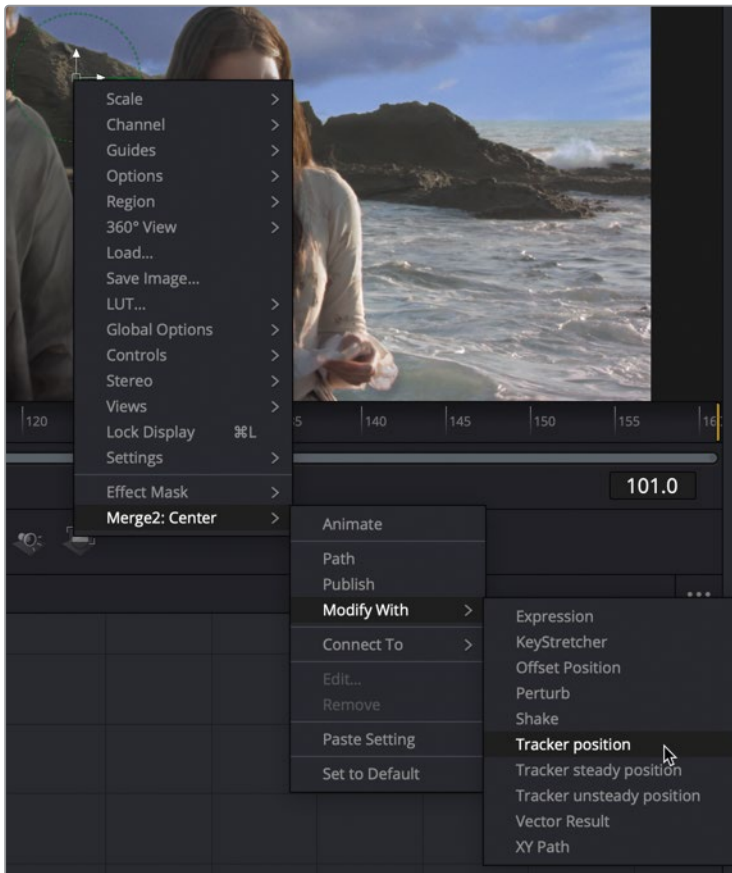 Scale
Channel
Guides
Options
Region
360° View
Load...
Save Image...
LUT...
Global Options
Controls
Stereo
Views
Lock Display ⌘L
Settings
Effect Mask
Merge2: Center
120
140
145
150
155
101.0
Animate
Path
Publish
Modify With
Connect To
Edit...
Remove
Paste Setting
Set to Default
Expression
KeyStretcher
Offset Position
Perturb
Shake
Tracker position
Tracker steady position
Tracker unsteady position
Vector Result
XY Path